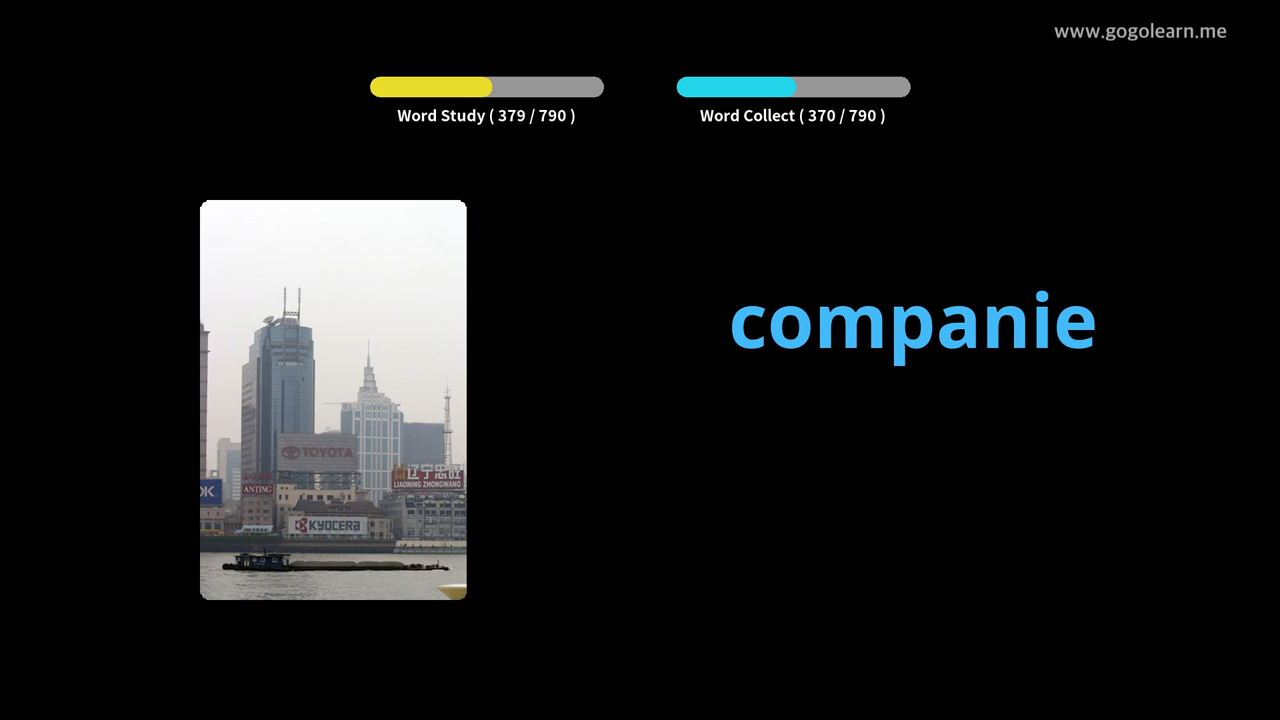 www.gogolearn.me
Word Study ( 379 / 790 )
Word Collect ( 370 / 790 )
companie
TOYOTA
辽宁忠旺
LIAONING ZHONGWANG
OK
ANTING
KYOCERA